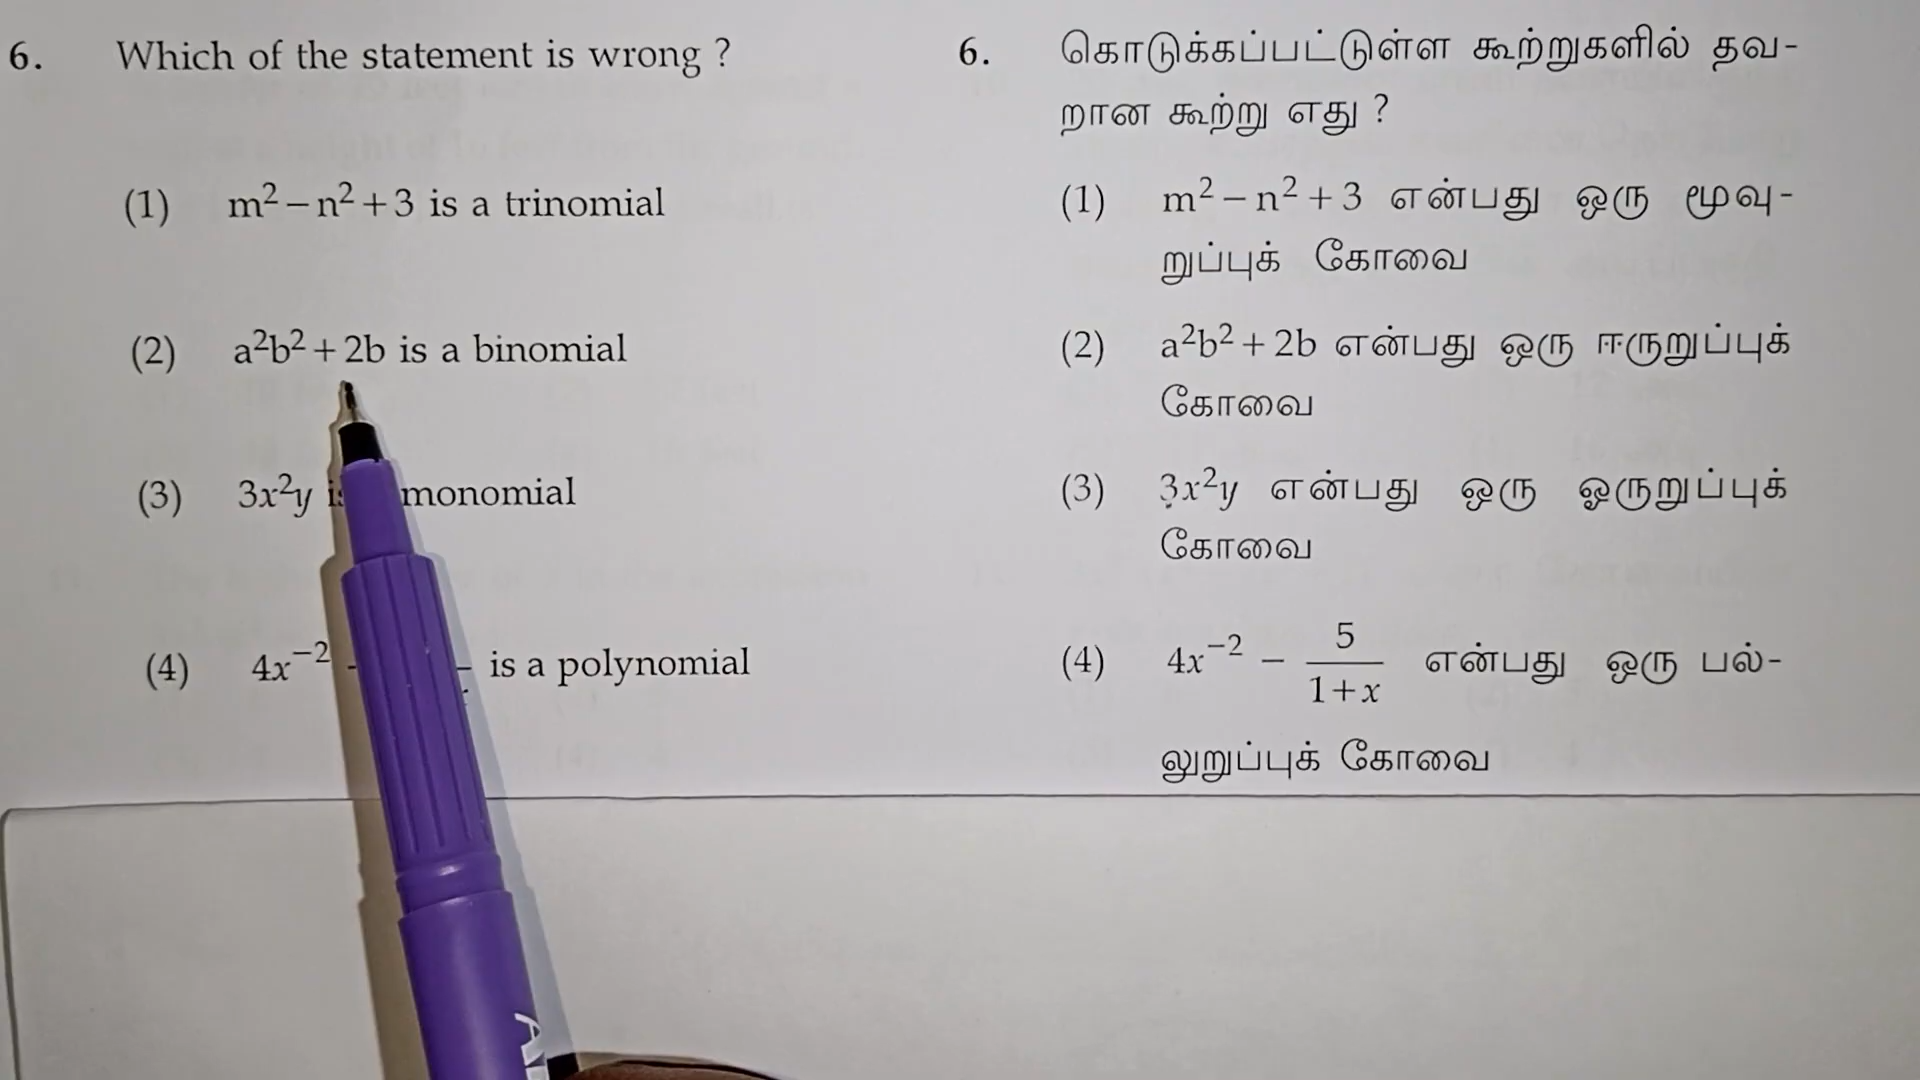 6. Which of the statement is wrong ?
(1) m² – n² + 3 is a trinomial
(2) a²b² + 2b is a binomial
(3) 3x²y monomial
(4) 4x⁻² is a polynomial
6. கொடுக்கப்பட்டுள்ள கூற்றுகளில் தவ-
றான கூற்று எது ?
(1) m² – n² + 3 என்பது ஒரு மூவு-
றுப்புக் கோவை
(2) a²b² + 2b என்பது ஒரு ஈருறுப்புக்
கோவை
(3) 3x²y என்பது ஒரு ஓருறுப்புக்
கோவை
(4) 4x⁻² – 5/(1+x) என்பது ஒரு பல்-
லுறுப்புக் கோவை